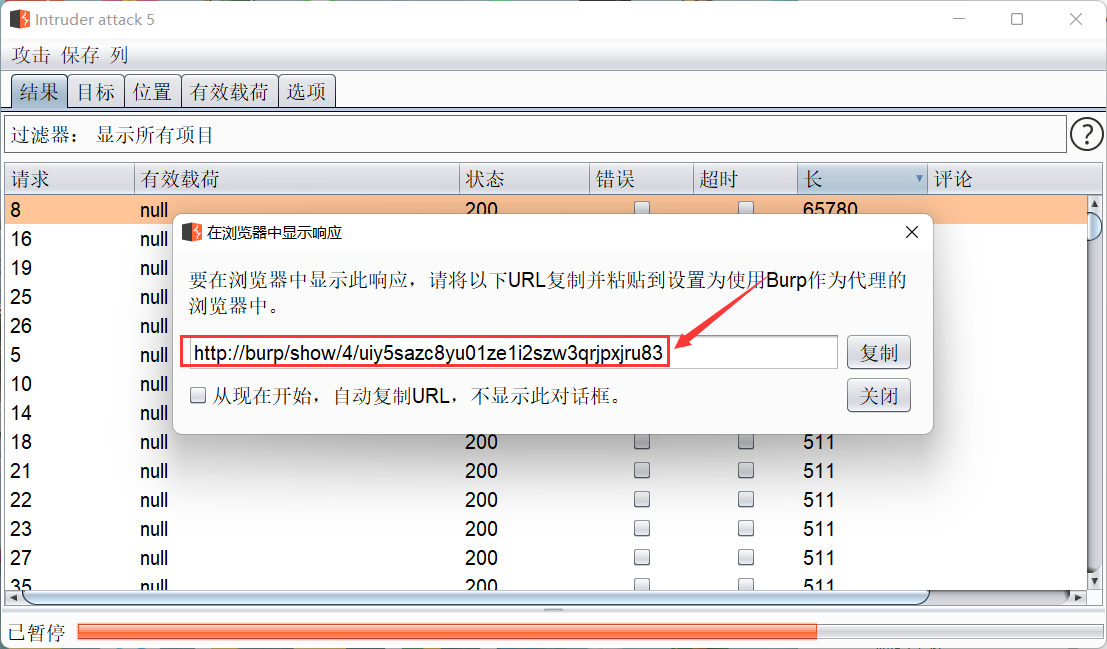 Intruder attack 5
攻击 保存 列
结果 目标 位置 有效载荷 选项
过滤器： 显示所有项目 ?
请求 有效载荷 状态 错误 超时 长 评论
8 null 200 65780
16 null
19 null
25 null
26 null
5 null
10 null
14 null
在浏览器中显示响应
要在浏览器中显示此响应，请将以下URL复制并粘贴到设置为使用Burp作为代理的
浏览器中。
http://burp/show/4/uiy5sazc8yu01ze1i2szw3qrjpxjru83 复制
从现在开始，自动复制URL，不显示此对话框。 关闭
18 null 200 511
21 null 200 511
22 null 200 511
23 null 200 511
27 null 200 511
35 null 200 511
已暂停